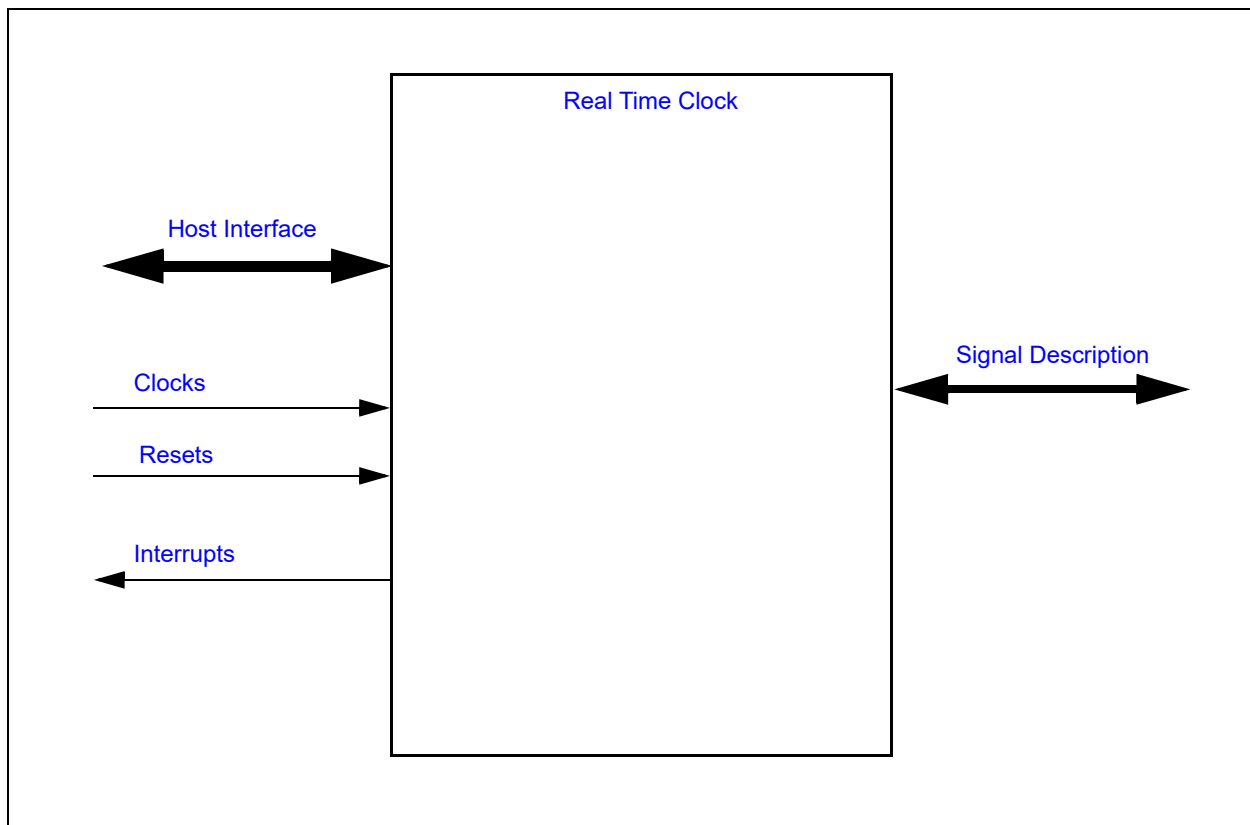 Real Time Clock
Host Interface
Signal Description
Clocks
Resets
Interrupts